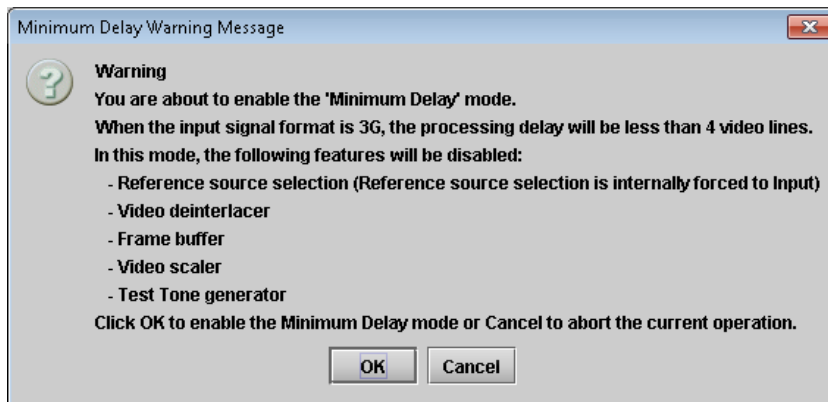 Minimum Delay Warning Message
Warning
You are about to enable the 'Minimum Delay' mode.
When the input signal format is 3G, the processing delay will be less than 4 video lines.
In this mode, the following features will be disabled:
- Reference source selection (Reference source selection is internally forced to Input)
- Video deinterlacer
- Frame buffer
- Video scaler
- Test Tone generator
Click OK to enable the Minimum Delay mode or Cancel to abort the current operation.
OK Cancel